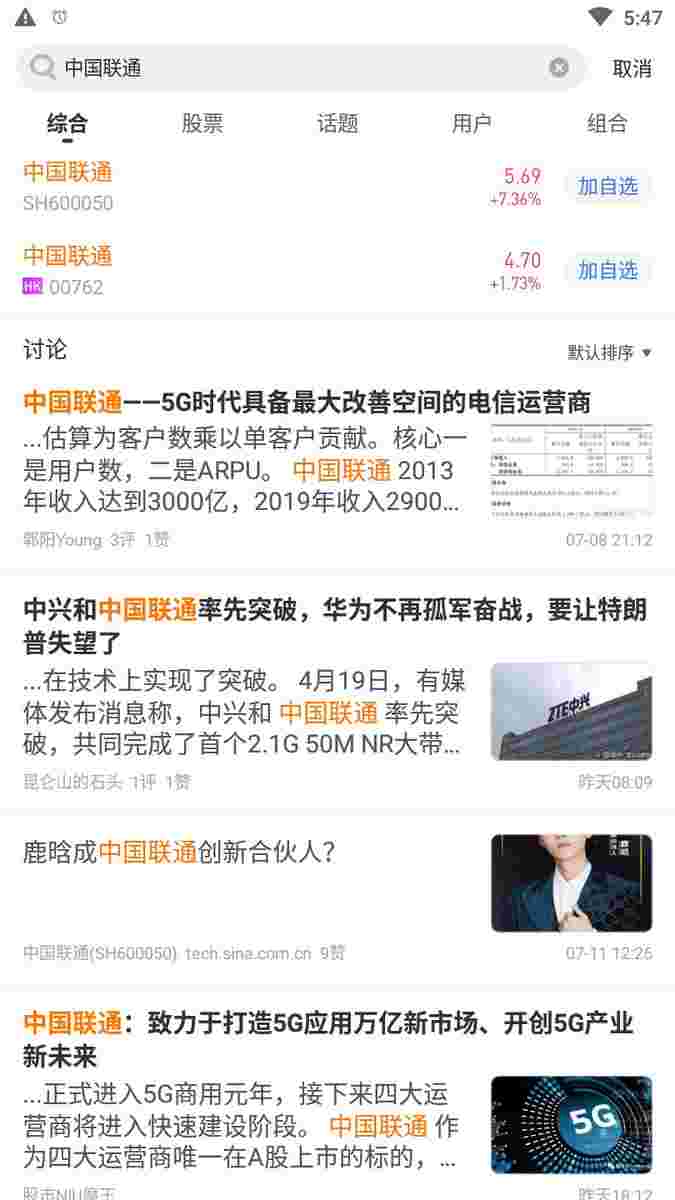 5:47
中国联通
取消
综合 股票 话题 用户 组合
中国联通
5.69
加自选
SH600050
+7.36%
中国联通
4.70
加自选
HK 00762
+1.73%
讨论
默认排序
中国联通——5G时代具备最大改善空间的电信运营商
...估算为客户数乘以单客户贡献。核心一
是用户数，二是ARPU。 中国联通 2013
年收入达到3000亿，2019年收入2900...
郭阳Young 3评 1赞
07-08 21:12
中兴和中国联通率先突破，华为不再孤军奋战，要让特朗
普失望了
...在技术上实现了突破。 4月19日，有媒
体发布消息称，中兴和 中国联通 率先突
破，共同完成了首个2.1G 50M NR大带...
ZTE中兴
昆仑山的石头 1评 1赞
昨天08:09
鹿晗成中国联通创新合伙人？
中国联通(SH600050) tech.sina.com.cn 9赞
07-11 12:26
中国联通：致力于打造5G应用万亿新市场、开创5G产业
新未来
...正式进入5G商用元年，接下来四大运
营商将进入快速建设阶段。 中国联通 作
为四大运营商唯一在A股上市的标的，...
5G
昨天18:12